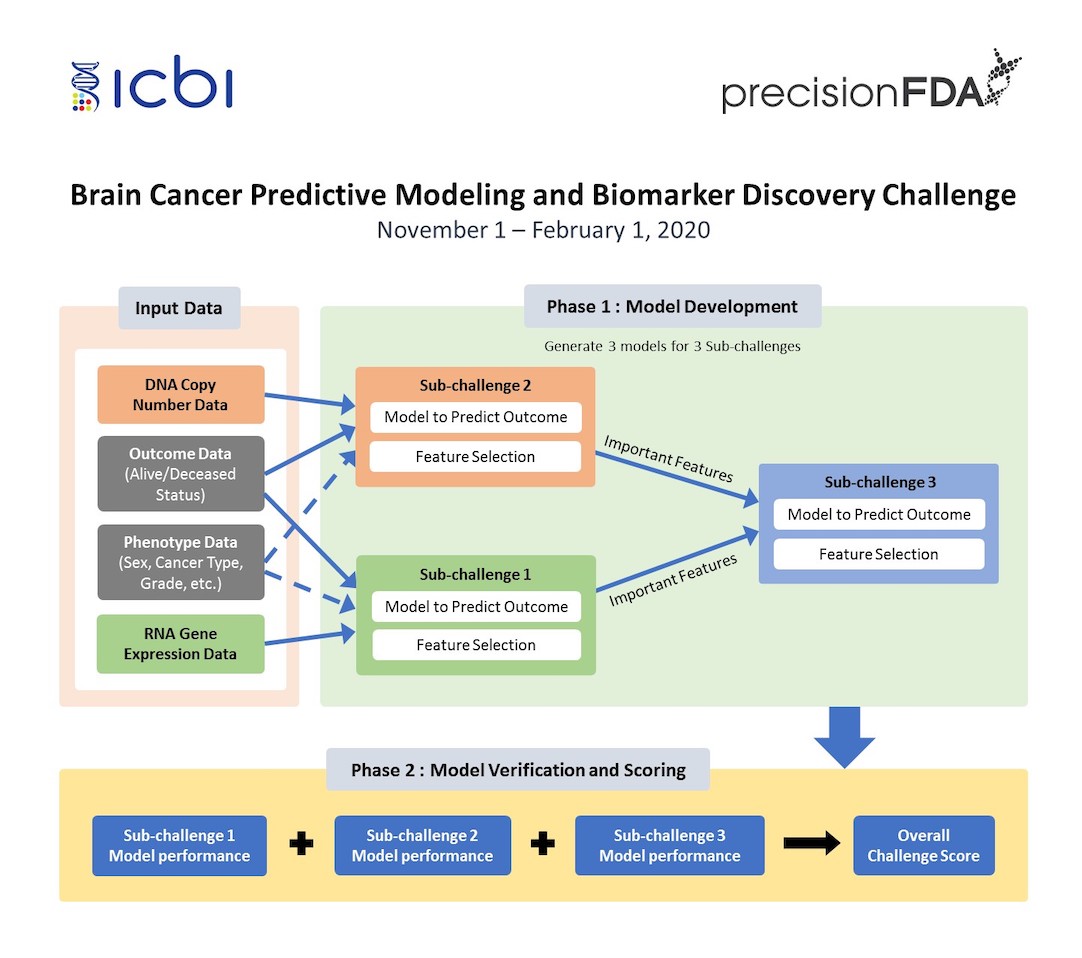 icbi
precisionFDA
Brain Cancer Predictive Modeling and Biomarker Discovery Challenge
November 1 – February 1, 2020
Input Data
DNA Copy
Number Data
Outcome Data
(Alive/Deceased
Status)
Phenotype Data
(Sex, Cancer Type,
Grade, etc.)
RNA Gene
Expression Data
Phase 1 : Model Development
Generate 3 models for 3 Sub-challenges
Sub-challenge 2
Model to Predict Outcome
Feature Selection
Important Features
Sub-challenge 1
Model to Predict Outcome
Feature Selection
Important Features
Sub-challenge 3
Model to Predict Outcome
Feature Selection
Phase 2 : Model Verification and Scoring
Sub-challenge 1
Model performance
Sub-challenge 2
Model performance
Sub-challenge 3
Model performance
Overall
Challenge Score